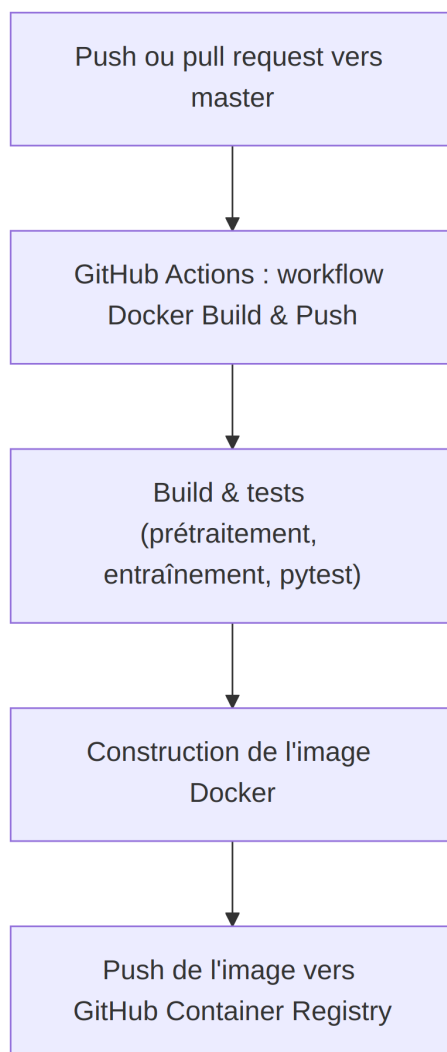 Push ou pull request vers
master
GitHub Actions : workflow
Docker Build & Push
Build & tests
(prétraitement,
entraînement, pytest)
Construction de l'image
Docker
Push de l'image vers
GitHub Container Registry